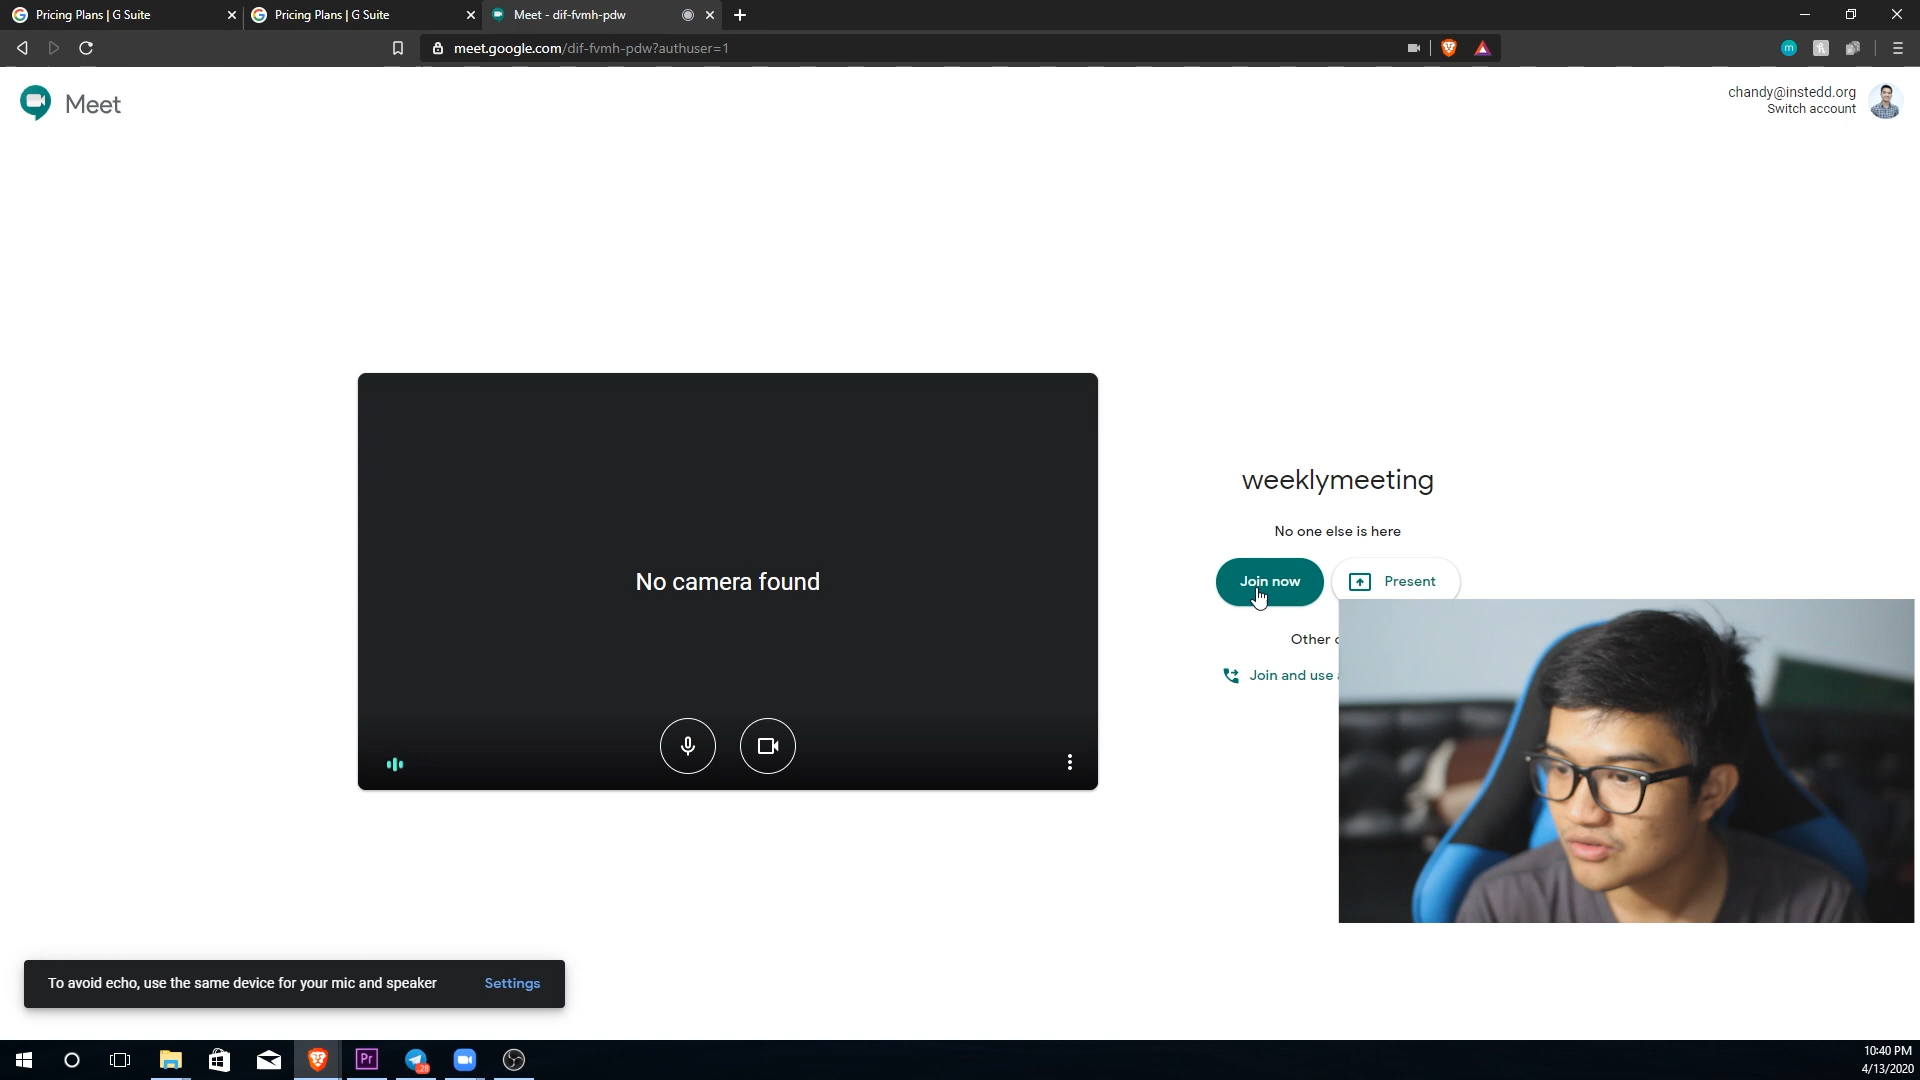 Pricing Plans | G Suite
Pricing Plans | G Suite
Meet - dif-fvmh-pdw
meet.google.com/dif-fvmh-pdw?authuser=1
Meet
chandy@instedd.org
Switch account
No camera found
weeklymeeting
No one else is here
Join now
Present
Other
Join and use
To avoid echo, use the same device for your mic and speaker
Settings
Pr
28
10:40 PM
4/13/2020